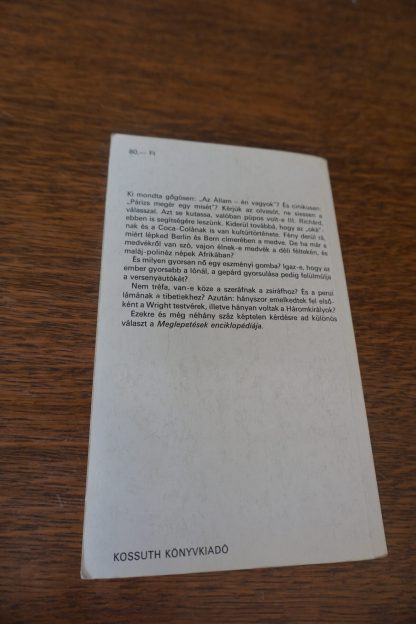 80,— Ft
Ki mondta gőgösen: „Az Állam – én vagyok"? És cinikusan:
„Párizs megér egy misét"? Kérjük az olvasót, ne siessen a
válasszal. Azt se kutassa, valóban púpos volt-e III. Richárd,
ebben is segítségére leszünk. Kiderül továbbá, hogy az „oké"-
nak és a Coca-Colának is van kultúrtörténete. Fény derül rá,
miért lépked Berlin és Bern címerében a medve. De ha már a
medvékről van szó, vajon élnek-e medvék a déli féltekén, és
maláj-polinéz népek Afrikában?
És milyen gyorsan nő egy eszményi gomba? Igaz-e, hogy az
ember gyorsabb a lónál, a gepárd gyorsulása pedig felülmúlja
a versenyautókét?
Nem tréfa, van-e köze a szeráfnak a zsiráfhoz? És a perui
lámának a tibetiekhez? Azután: hányszor emelkedtek fel első-
ként a Wright testvérek, illetve hányan voltak a Háromkirályok?
Ezekre és még néhány száz képtelen kérdésre ad különös
választ a Meglepetések enciklopédiája.
KOSSUTH KÖNYVKIADÓ